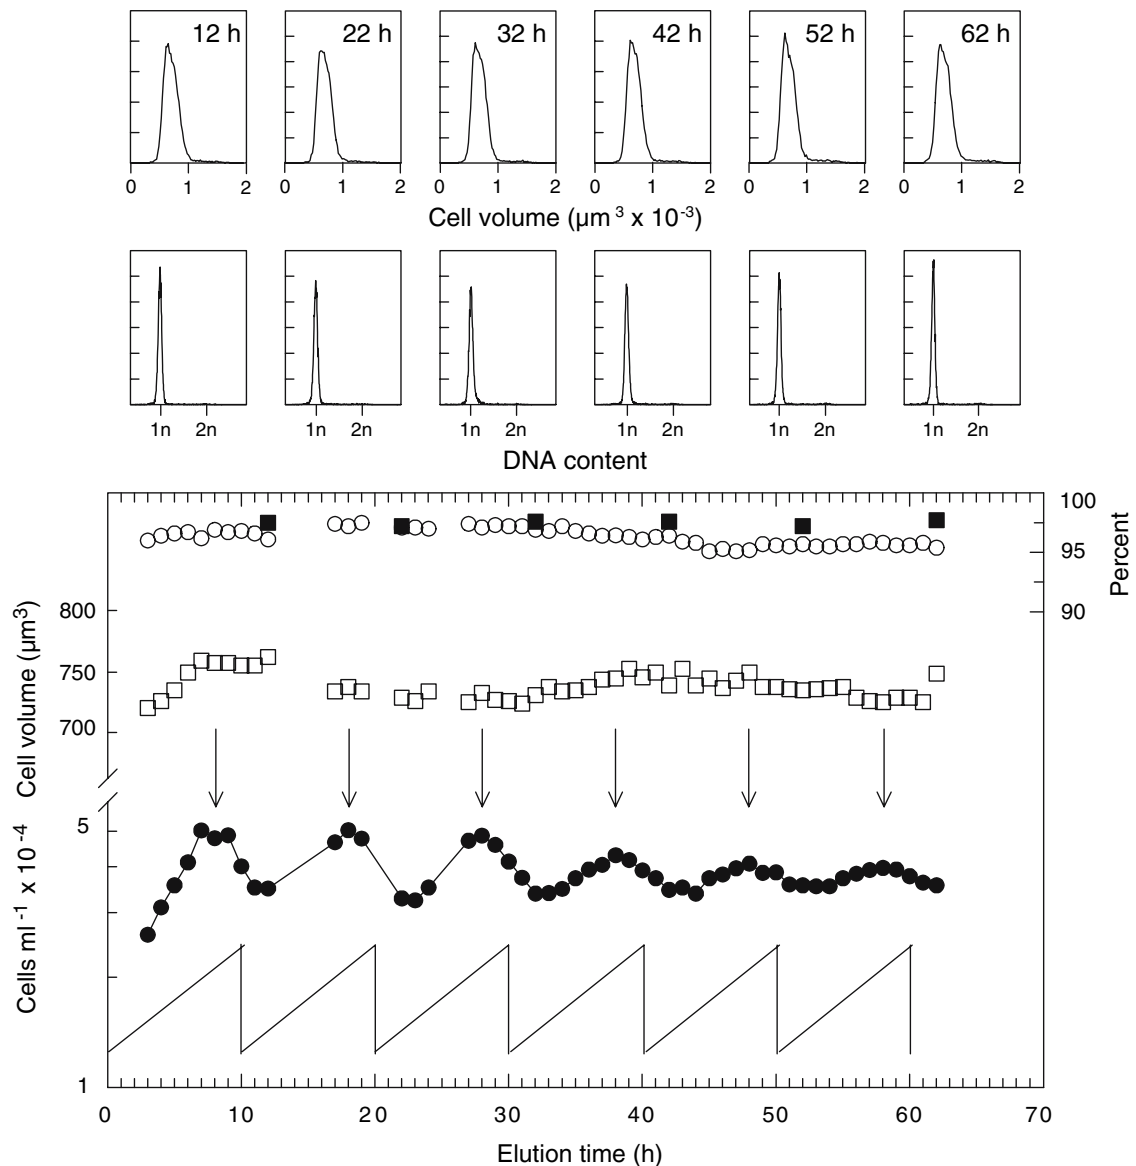 12 h 22 h 32 h 42 h 52 h 62 h
0 1 2 0 1 2 0 1 2 0 1 2 0 1 2 0 1 2
Cell volume (µm³ x 10⁻³)
1n 2n 1n 2n 1n 2n 1n 2n 1n 2n 1n 2n
DNA content
100
95
90
Percent
800
750
700
Cell volume (µm³)
5
1
Cells ml⁻¹ x 10⁻⁴
0 10 20 30 40 50 60 70
Elution time (h)